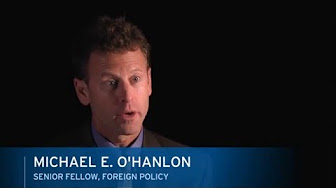 MICHAEL E. O'HANLON
SENIOR FELLOW, FOREIGN POLICY